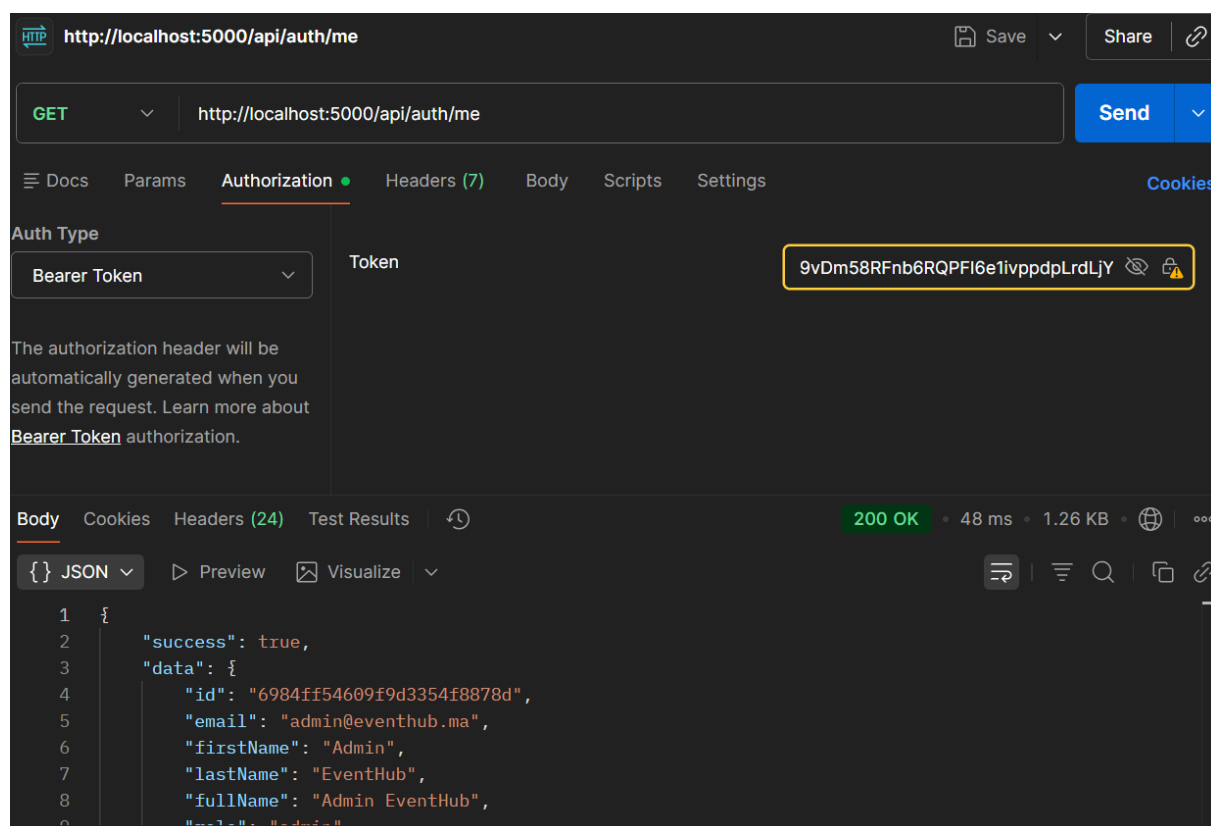 HTTP http://localhost:5000/api/auth/me Save Share
GET http://localhost:5000/api/auth/me Send
Docs Params Authorization Headers (7) Body Scripts Settings Cookies
Auth Type
Bearer Token
Token 9vDm58RFnb6RQPFI6e1ivppdpLrdLjY
The authorization header will be
automatically generated when you
send the request. Learn more about
Bearer Token authorization.
Body Cookies Headers (24) Test Results 200 OK • 48 ms • 1.26 KB •
{} JSON Preview Visualize
1 {
2 "success": true,
3 "data": {
4 "id": "6984ff54609f9d3354f8878d",
5 "email": "admin@eventhub.ma",
6 "firstName": "Admin",
7 "lastName": "EventHub",
8 "fullName": "Admin EventHub",